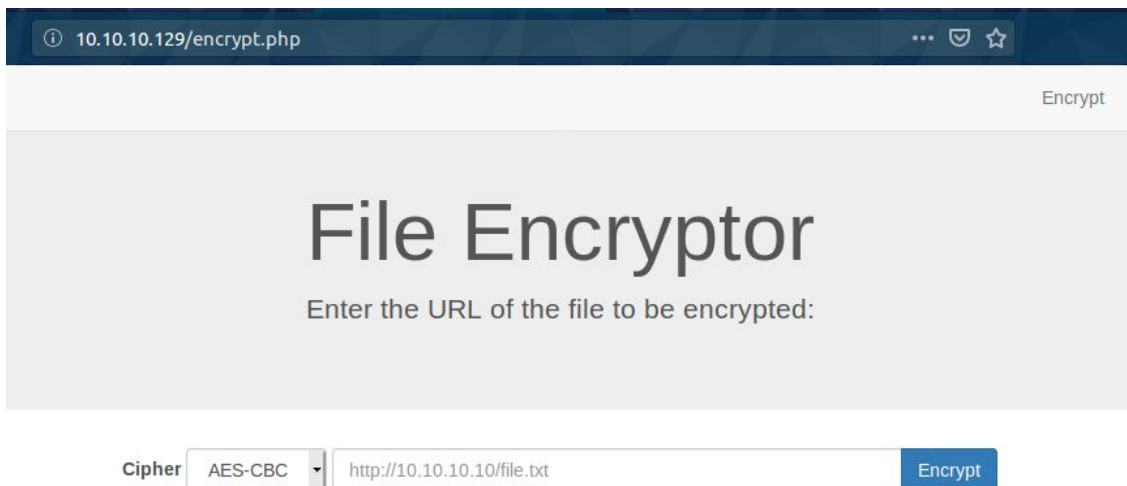 10.10.10.129/encrypt.php
Encrypt
File Encryptor
Enter the URL of the file to be encrypted:
Cipher AES-CBC http://10.10.10.10/file.txt Encrypt